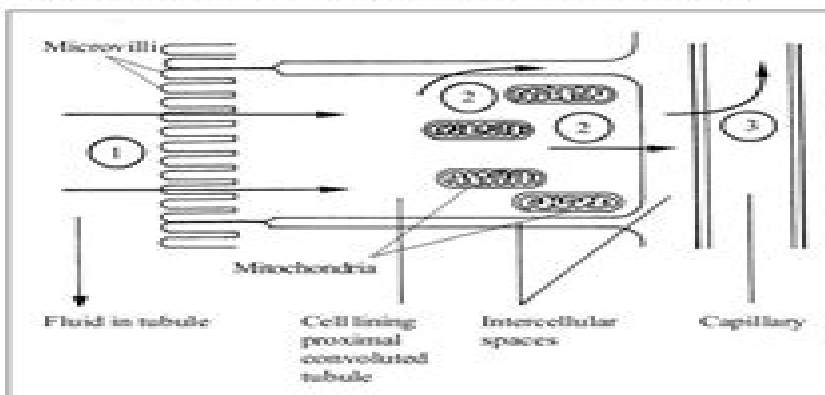 Microvilli
1
2
2
3
Mitochondria
Fluid in tubule
Cell lining
proximal
convoluted
tubule
Intercellular
spaces
Capillary